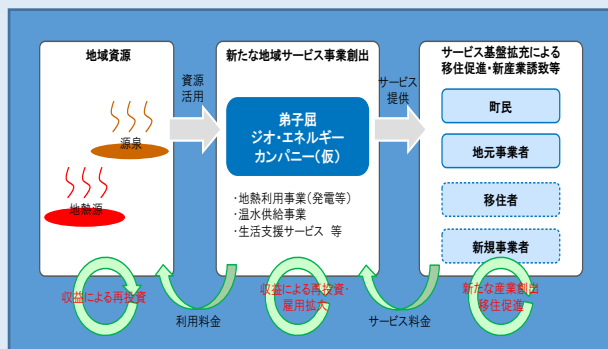 地域資源
源泉
地熱源
収益による再投資
資源
活用
利用料金
新たな地域サービス事業創出
弟子屈
ジオ・エネルギー
カンパニー(仮)
・地熱利用事業(発電等)
・温水供給事業
・生活支援サービス 等
収益による再投資・
雇用拡大
サービス
提供
サービス料金
サービス基盤拡充による
移住促進・新産業誘致等
町民
地元事業者
移住者
新規事業者
新たな産業創出
移住促進